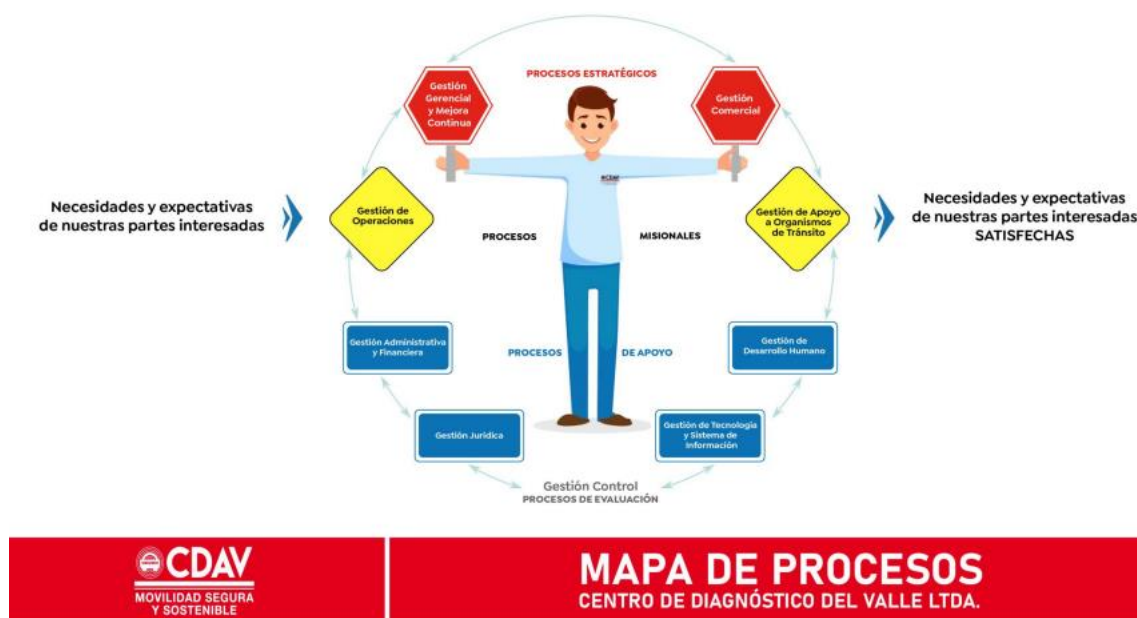 PROCESOS ESTRATÉGICOS
Gestión
Gerencial
y Mejora
Continua
Gestión
Comercial
CDAV
Necesidades y expectativas
de nuestras partes interesadas
Gestión de
Operaciones
PROCESOS
MISIONALES
Gestión de Apoyo
a Organismos
de Tránsito
Necesidades y expectativas
de nuestras partes interesadas
SATISFECHAS
Gestión Administrativa
y Financiera
PROCESOS
DE APOYO
Gestión de
Desarrollo Humano
Gestión Jurídica
Gestión de Tecnología
y Sistema de
Información
Gestión Control
PROCESOS DE EVALUACIÓN
CDAV
MOVILIDAD SEGURA
Y SOSTENIBLE
MAPA DE PROCESOS
CENTRO DE DIAGNÓSTICO DEL VALLE LTDA.